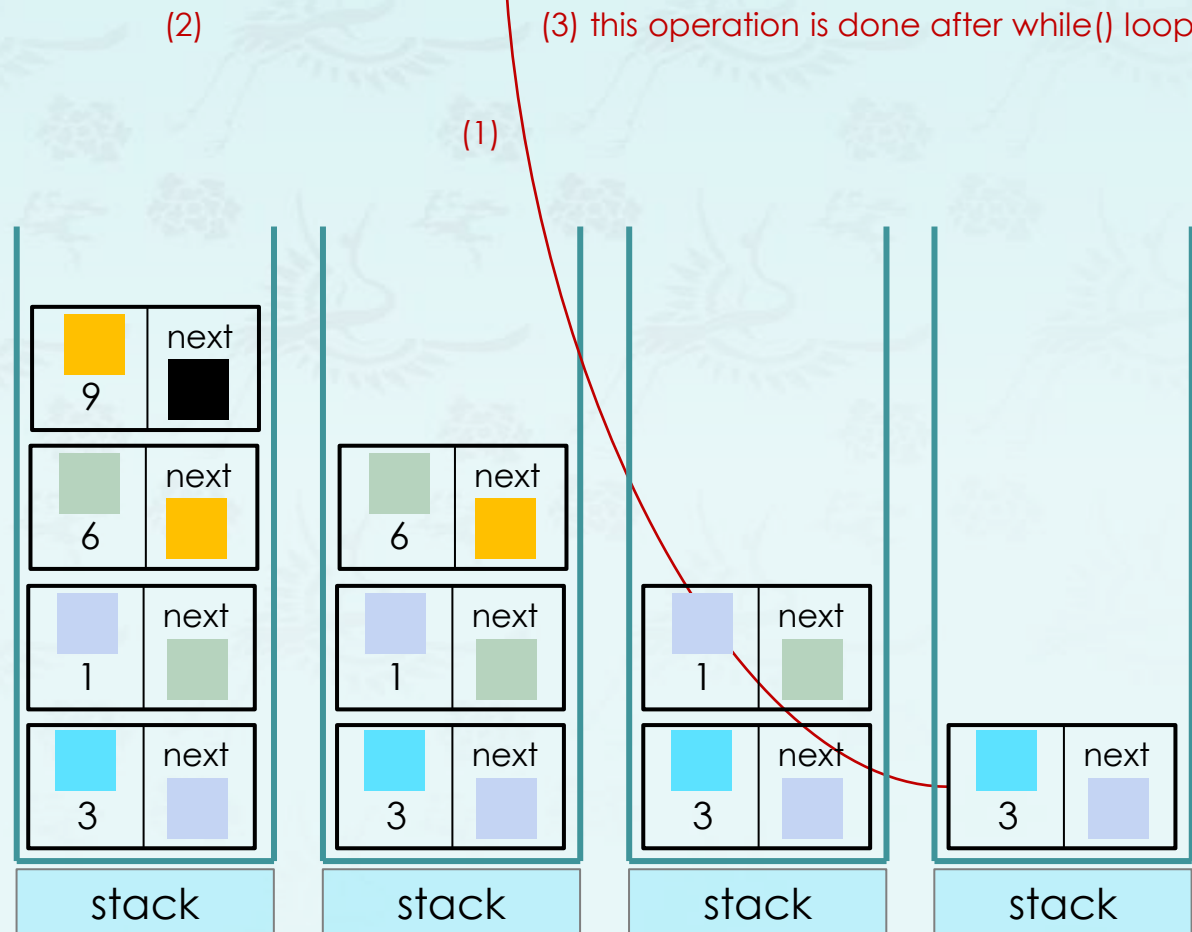 (2)
(3) this operation is done after while() loop
(1)
next
9
next
6
next
6
next
1
next
1
next
1
next
3
next
3
next
3
next
3
stack
stack
stack
stack